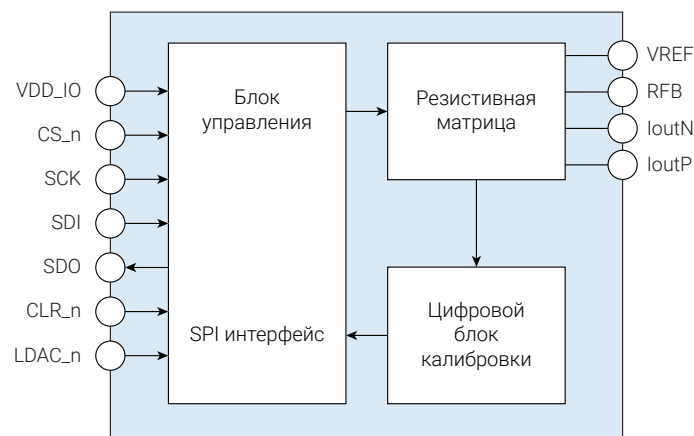 VDD_IO
CS_n
SCK
SDI
SDO
CLR_n
LDAC_n
Блок
управления
SPI интерфейс
Резистивная
матрица
Цифровой
блок
калибровки
VREF
RFB
IoutN
IoutP